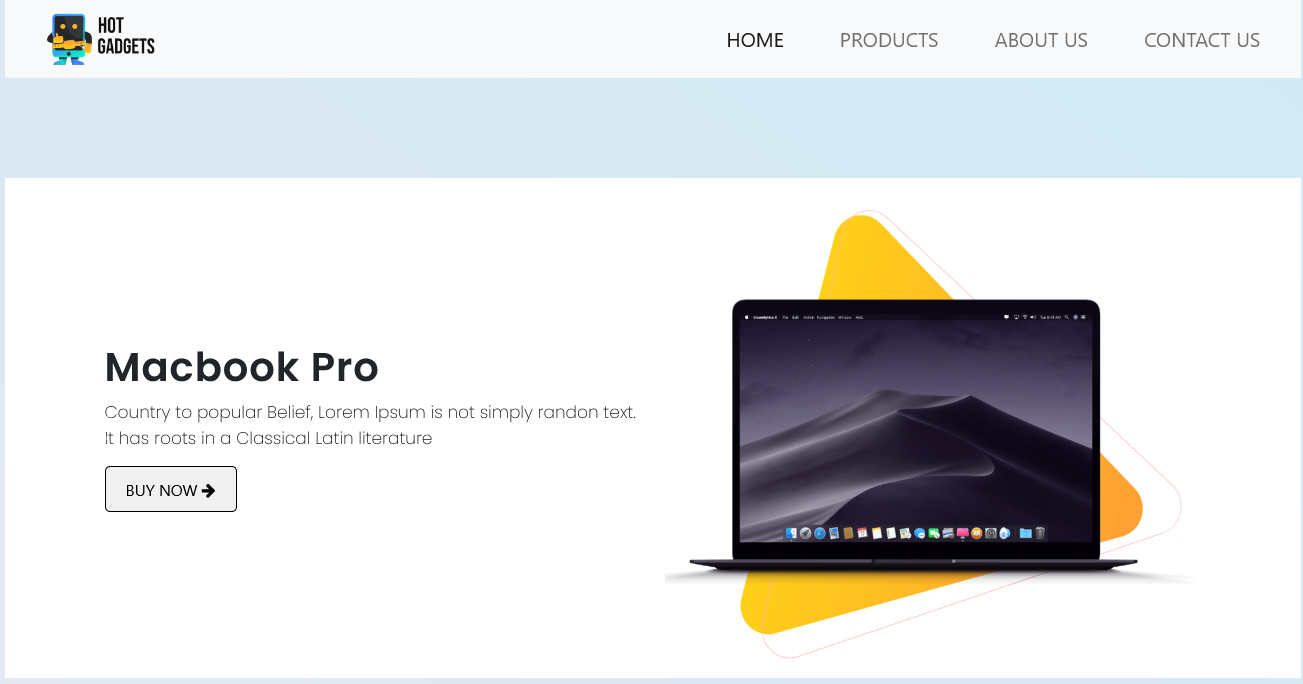 HOT
GADGETS
HOME PRODUCTS ABOUT US CONTACT US
Macbook Pro
Country to popular Belief, Lorem Ipsum is not simply randon text.
It has roots in a Classical Latin literature
BUY NOW